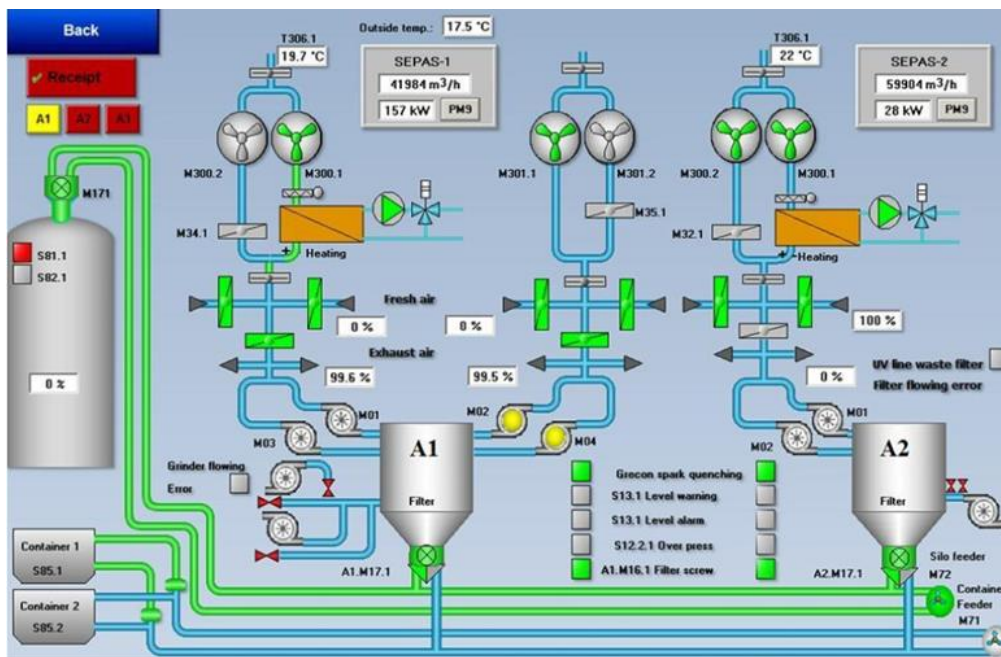 Back
Receipt
A1 A? A3
Outside temp.: 17.5 °C
T306.1
19.7 °C
SEPAS-1
41984 m³/h
157 kW PM9
T306.1
22 °C
SEPAS-2
59904 m³/h
28 kW PM9
M171
S81.1
S82.1
0 %
M300.2
M300.1
M301.1
M301.2
M300.2
M300.1
M34.1
M35.1
M32.1
+ - Heating
+ - Heating
Fresh air
0 %
0 %
100 %
Exhaust air
99.6 %
99.5 %
0 %
UV line waste filter
Filter flowing error
M01
M02
M03
M04
M01
M02
A1
Filter
A2
Filter
Grinder flowing
Error
Grecon spark quenching
S13.1 Level warning
S13.1 Level alarm
S12.2.1 Over press
A1.M16.1 Filter screw
A1.M17.1
A2.M17.1
Silo feeder
M72
Container
Feeder
M71
Container 1
S85.1
Container 2
S85.2